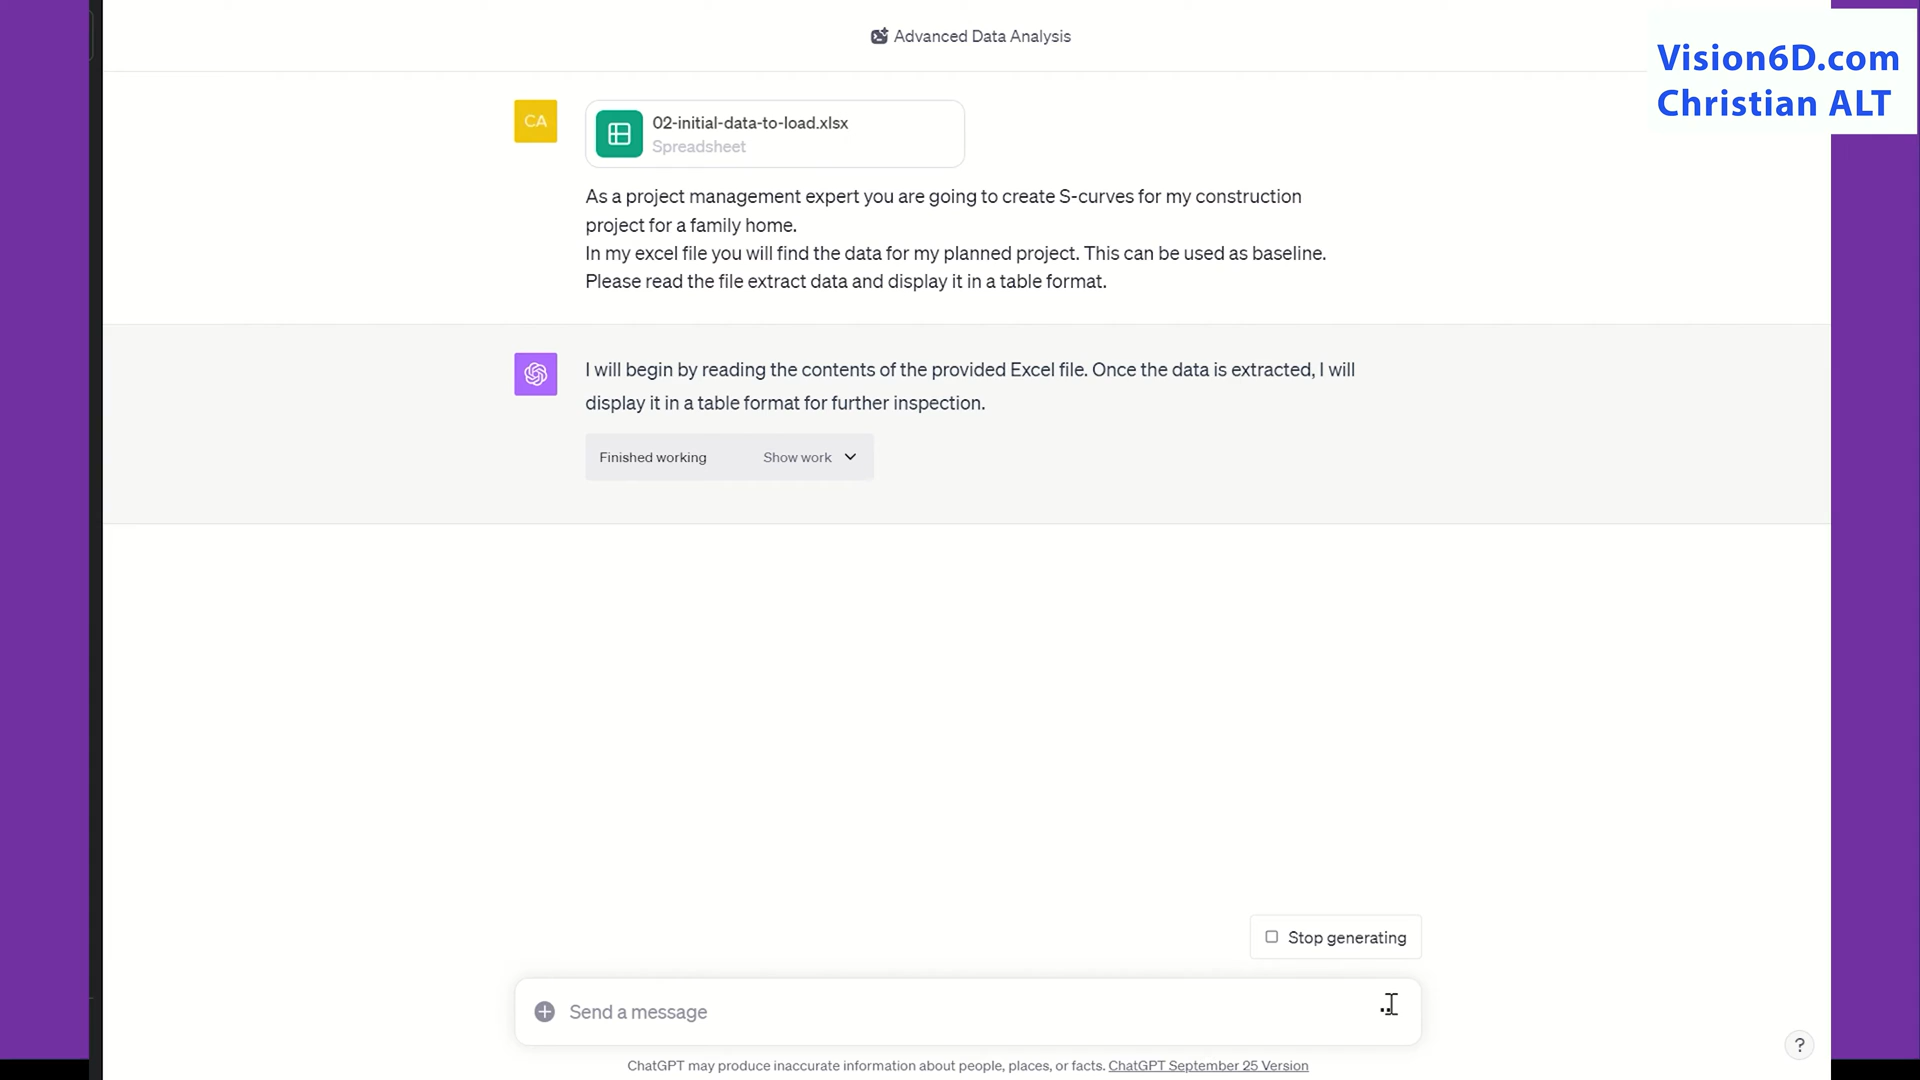 Advanced Data Analysis
Vision6D.com
Christian ALT
CA
02-initial-data-to-load.xlsx
Spreadsheet
As a project management expert you are going to create S-curves for my construction
project for a family home.
In my excel file you will find the data for my planned project. This can be used as baseline.
Please read the file extract data and display it in a table format.
I will begin by reading the contents of the provided Excel file. Once the data is extracted, I will
display it in a table format for further inspection.
Finished working Show work
Stop generating
Send a message
?
ChatGPT may produce inaccurate information about people, places, or facts. ChatGPT September 25 Version